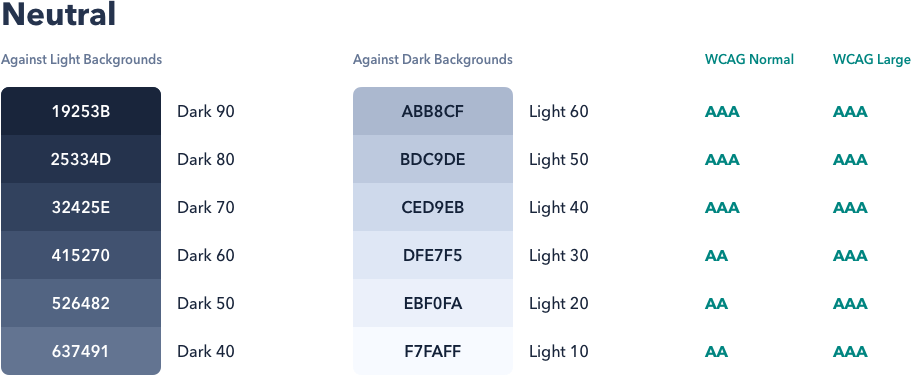 Neutral
Against Light Backgrounds Against Dark Backgrounds WCAG Normal WCAG Large
19253B Dark 90 ABB8CF Light 60 AAA AAA
25334D Dark 80 BDC9DE Light 50 AAA AAA
32425E Dark 70 CED9EB Light 40 AAA AAA
415270 Dark 60 DFE7F5 Light 30 AA AAA
526482 Dark 50 EBF0FA Light 20 AA AAA
637491 Dark 40 F7FAFF Light 10 AA AAA